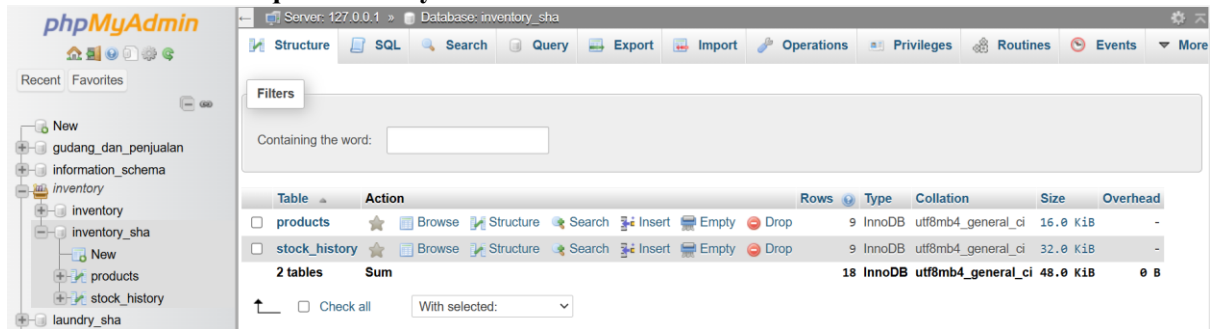 phpMyAdmin
Recent Favorites
New
gudang_dan_penjualan
information_schema
inventory
inventory
inventory_sha
New
products
stock_history
laundry_sha
Server: 127.0.0.1 » Database: inventory_sha
Structure SQL Search Query Export Import Operations Privileges Routines Events More
Filters
Containing the word:
Table Action Rows Type Collation Size Overhead
products Browse Structure Search Insert Empty Drop 9 InnoDB utf8mb4_general_ci 16.0 KiB -
stock_history Browse Structure Search Insert Empty Drop 9 InnoDB utf8mb4_general_ci 32.0 KiB -
2 tables Sum 18 InnoDB utf8mb4_general_ci 48.0 KiB 0 B
Check all With selected: